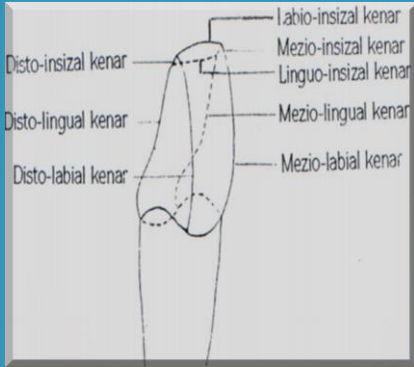 Labio-insizal kenar
Mezio-insizal kenar
Disto-insizal kenar
Linguo-insizal kenar
Disto-lingual kenar
Mezio-lingual kenar
Disto-labial kenar
Mezio-labial kenar